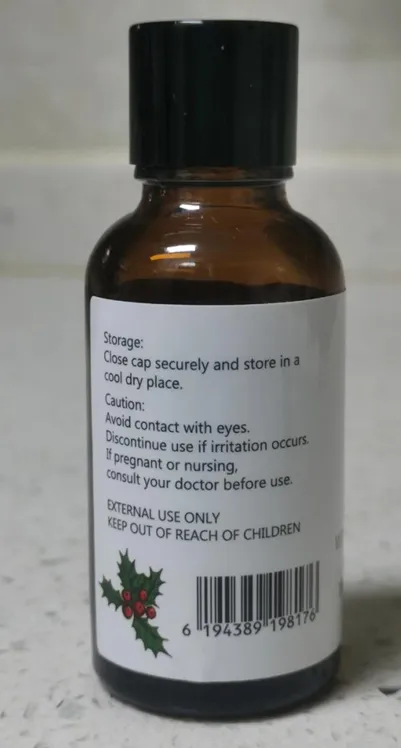 Storage:
Close cap securely and store in a
cool dry place.
Caution:
Avoid contact with eyes.
Discontinue use if irritation occurs.
If pregnant or nursing,
consult your doctor before use.
EXTERNAL USE ONLY
KEEP OUT OF REACH OF CHILDREN
6 194389 198176